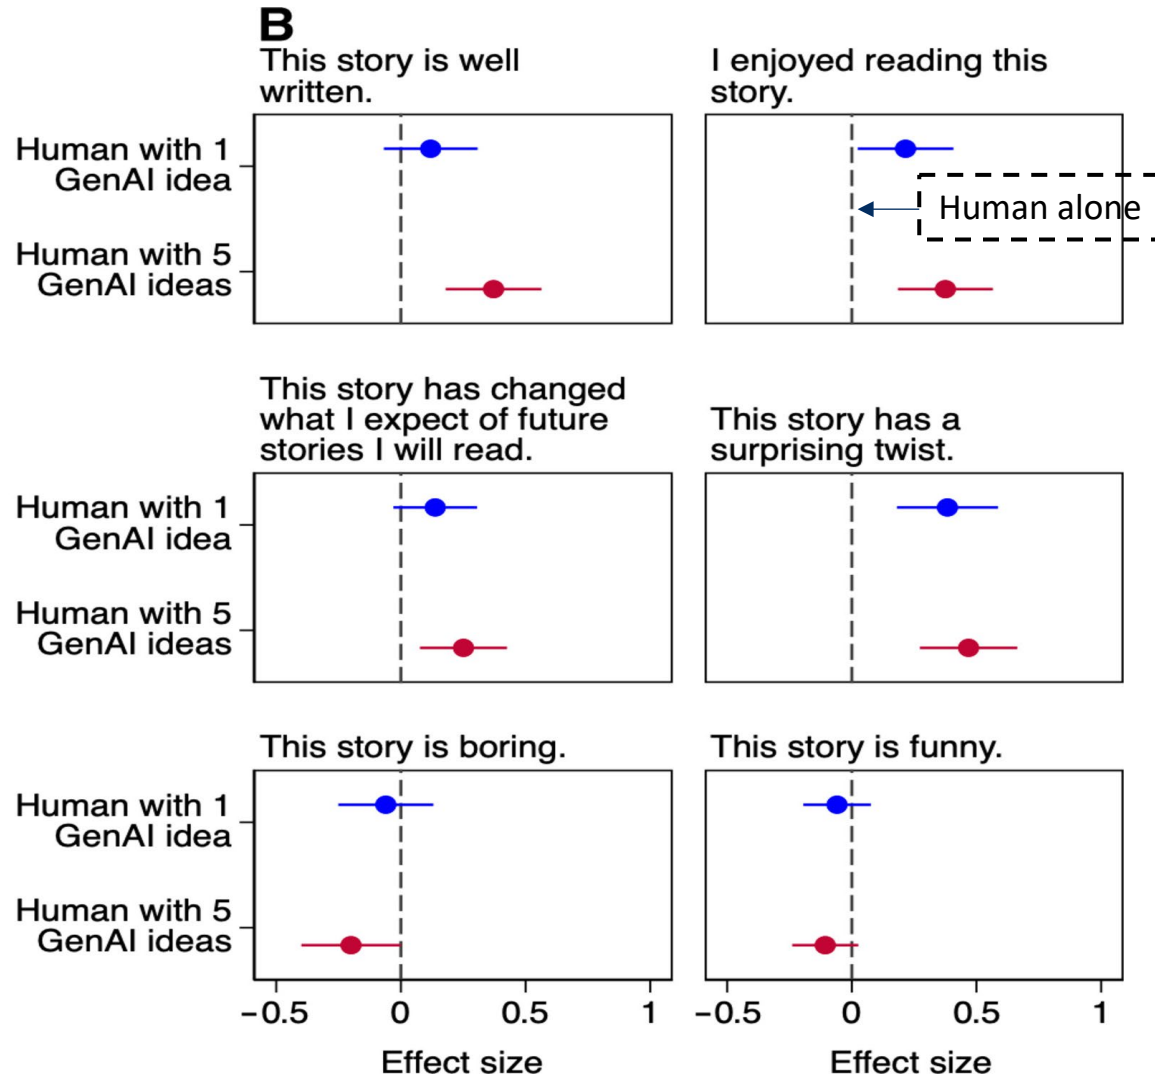 B
This story is well
written.
I enjoyed reading this
story.
Human with 1
GenAI idea
Human alone
Human with 5
GenAI ideas
This story has changed
what I expect of future
stories I will read.
This story has a
surprising twist.
Human with 1
GenAI idea
Human with 5
GenAI ideas
This story is boring.
This story is funny.
Human with 1
GenAI idea
Human with 5
GenAI ideas
−0.5 0 0.5 1
−0.5 0 0.5 1
Effect size
Effect size